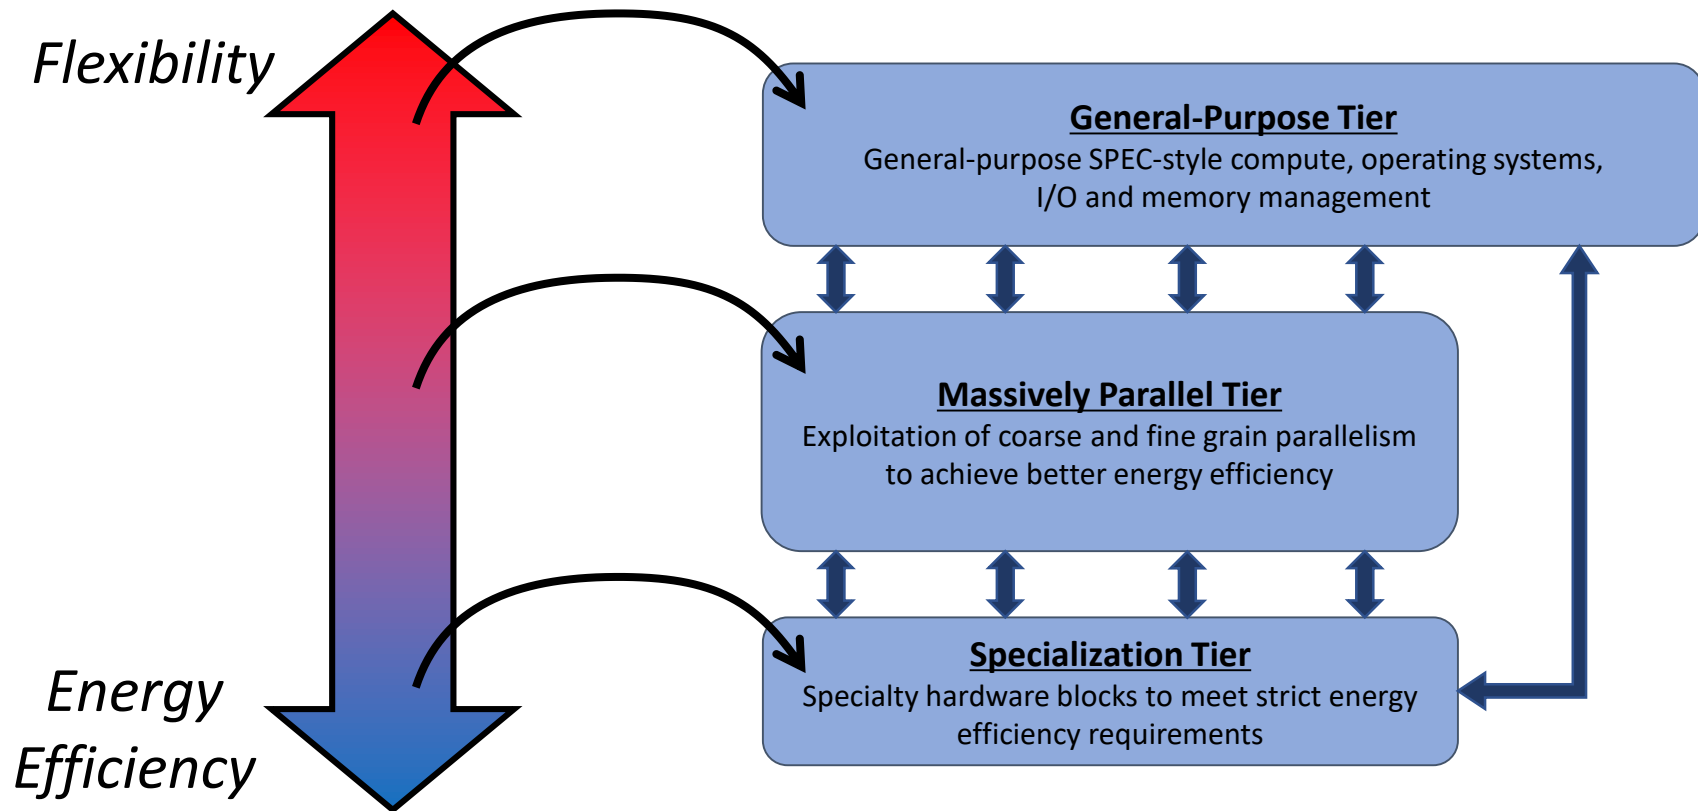 Flexibility
General-Purpose Tier
General-purpose SPEC-style compute, operating systems,
I/O and memory management
Massively Parallel Tier
Exploitation of coarse and fine grain parallelism
to achieve better energy efficiency
Energy
Efficiency
Specialization Tier
Specialty hardware blocks to meet strict energy
efficiency requirements